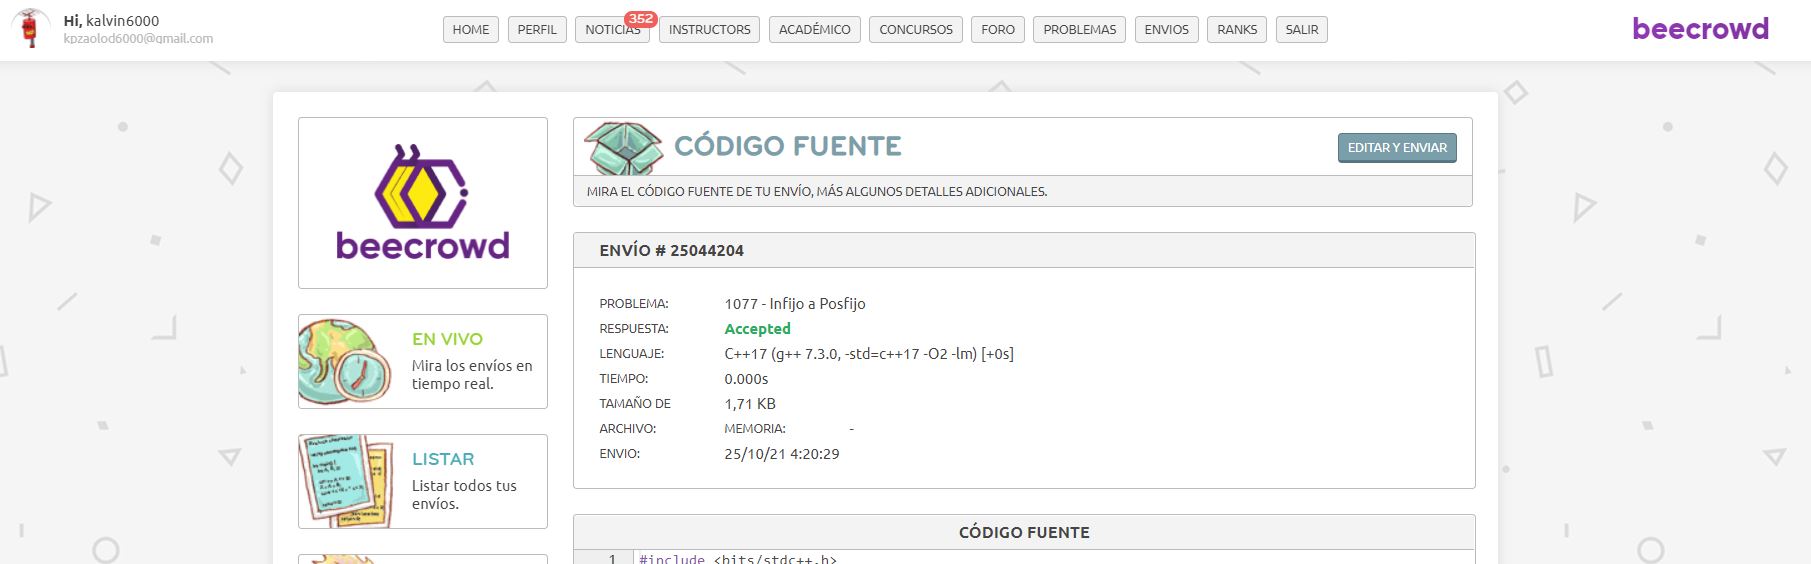 Hi, kalvin6000
kpzaolod6000@gmail.com
HOME PERFIL NOTICIAS 352 INSTRUCTORS ACADÉMICO CONCURSOS FORO PROBLEMAS ENVIOS RANKS SALIR
beecrowd
beecrowd
EN VIVO
Mira los envíos en
tiempo real.
LISTAR
Listar todos tus
envíos.
CÓDIGO FUENTE
EDITAR Y ENVIAR
MIRA EL CÓDIGO FUENTE DE TU ENVÍO, MÁS ALGUNOS DETALLES ADICIONALES.
ENVÍO # 25044204
PROBLEMA: 1077 - Infijo a Posfijo
RESPUESTA: Accepted
LENGUAJE: C++17 (g++ 7.3.0, -std=c++17 -O2 -lm) [+0s]
TIEMPO: 0.000s
TAMAÑO DE 1,71 KB
ARCHIVO: MEMORIA: -
ENVIO: 25/10/21 4:20:29
CÓDIGO FUENTE
1 #include <bits/stdc++.h>